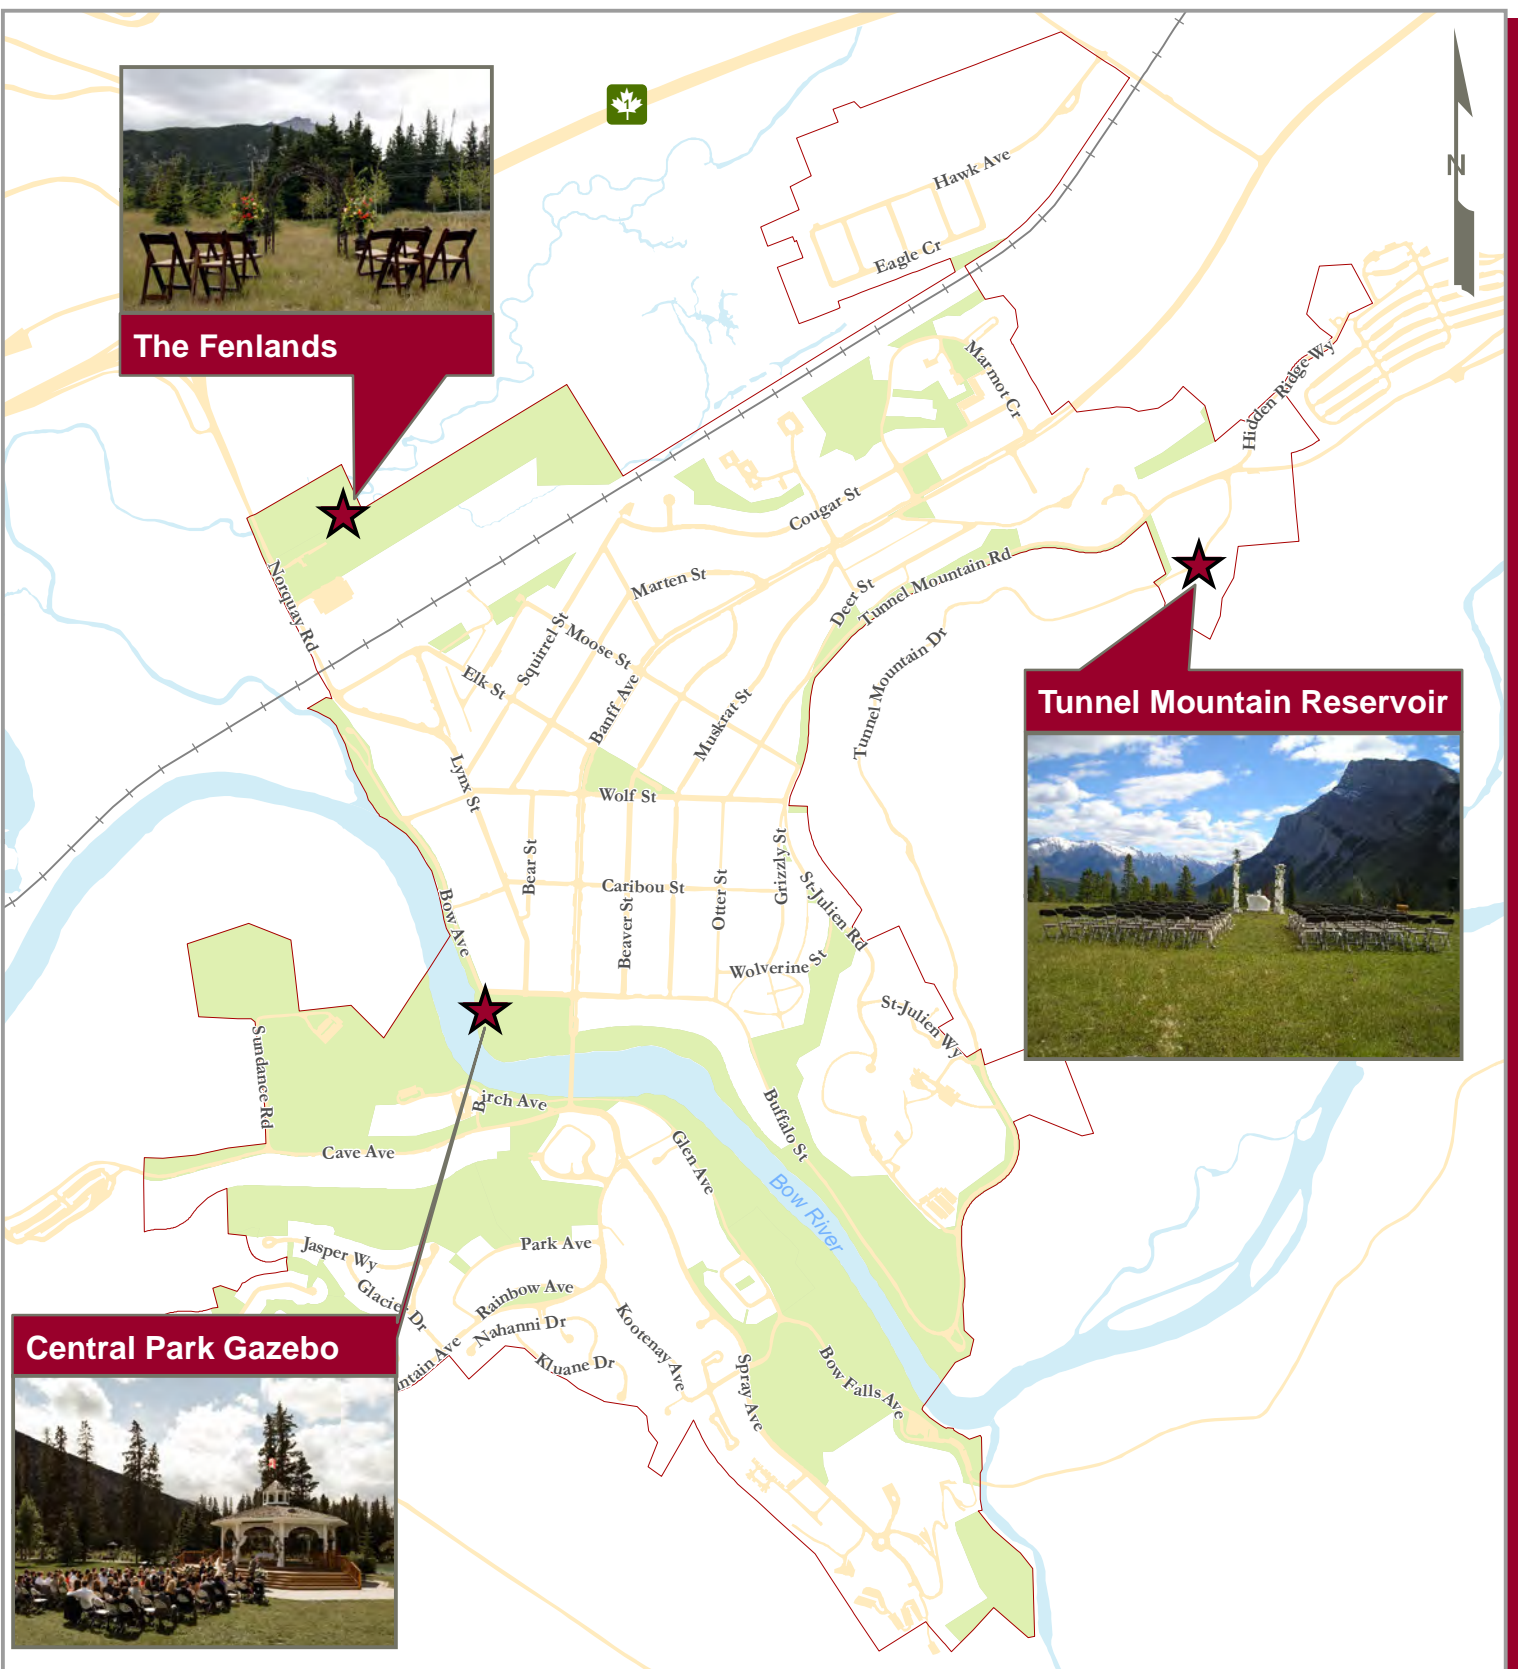 1
N
Hawk Ave
Eagle Cr
The Fenlands
Marmot Cr
Hidden Ridge Wy
Cougar St
Norquay Rd
Marten St
Deer St
Tunnel Mountain Rd
Squirrel St
Moose St
Elk St
Banff Ave
Muskrat St
Tunnel Mountain Dr
Tunnel Mountain Reservoir
Lynx St
Wolf St
Bear St
Caribou St
Beaver St
Otter St
Grizzly St
St-Julien Rd
Bow Ave
Wolverine St
St-Julien Wy
Sundance Rd
Birch Ave
Buffalo St
Cave Ave
Glen Ave
Bow River
Jasper Wy
Park Ave
Glacier Dr
Rainbow Ave
Nahanni Dr
Kootenay Ave
Central Park Gazebo
ntain Ave
Kluane Dr
Spray Ave
Bow Falls Ave